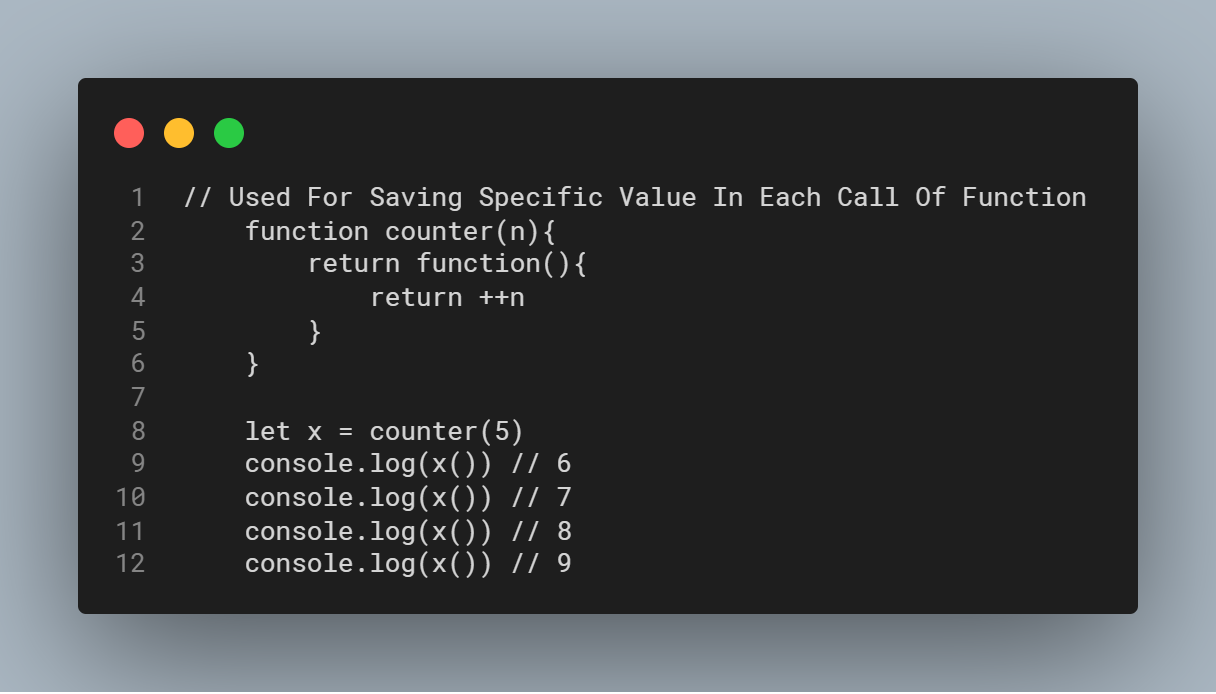 1 // Used For Saving Specific Value In Each Call Of Function
2     function counter(n){
3         return function(){
4             return ++n
5         }
6     }
7
8     let x = counter(5)
9     console.log(x()) // 6
10     console.log(x()) // 7
11     console.log(x()) // 8
12     console.log(x()) // 9